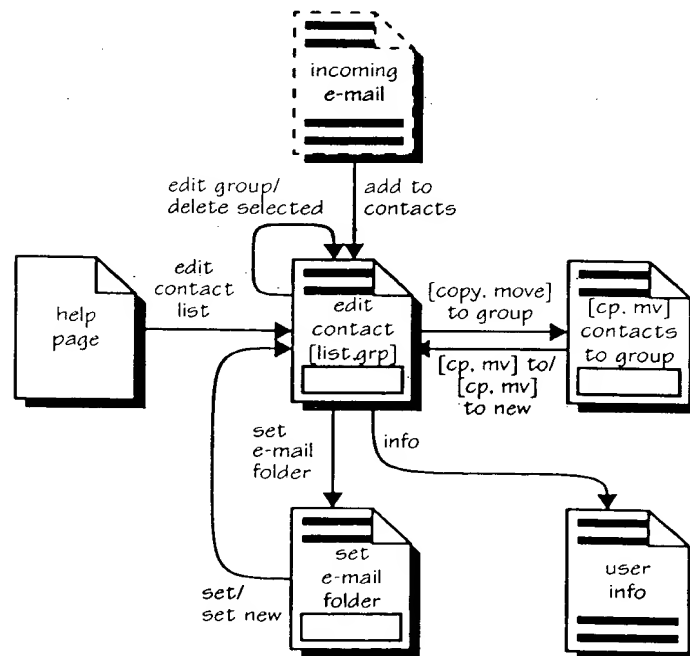 incoming
e-mail
edit group/
delete selected
add to
contacts
edit
contact
list
help
page
edit
contact
[list.grp]
[copy. move]
to group
[cp. mv]
contacts
to group
[cp. mv] to/
[cp. mv]
to new
set
e-mail
folder
info
set
e-mail
folder
set/
set new
user
info